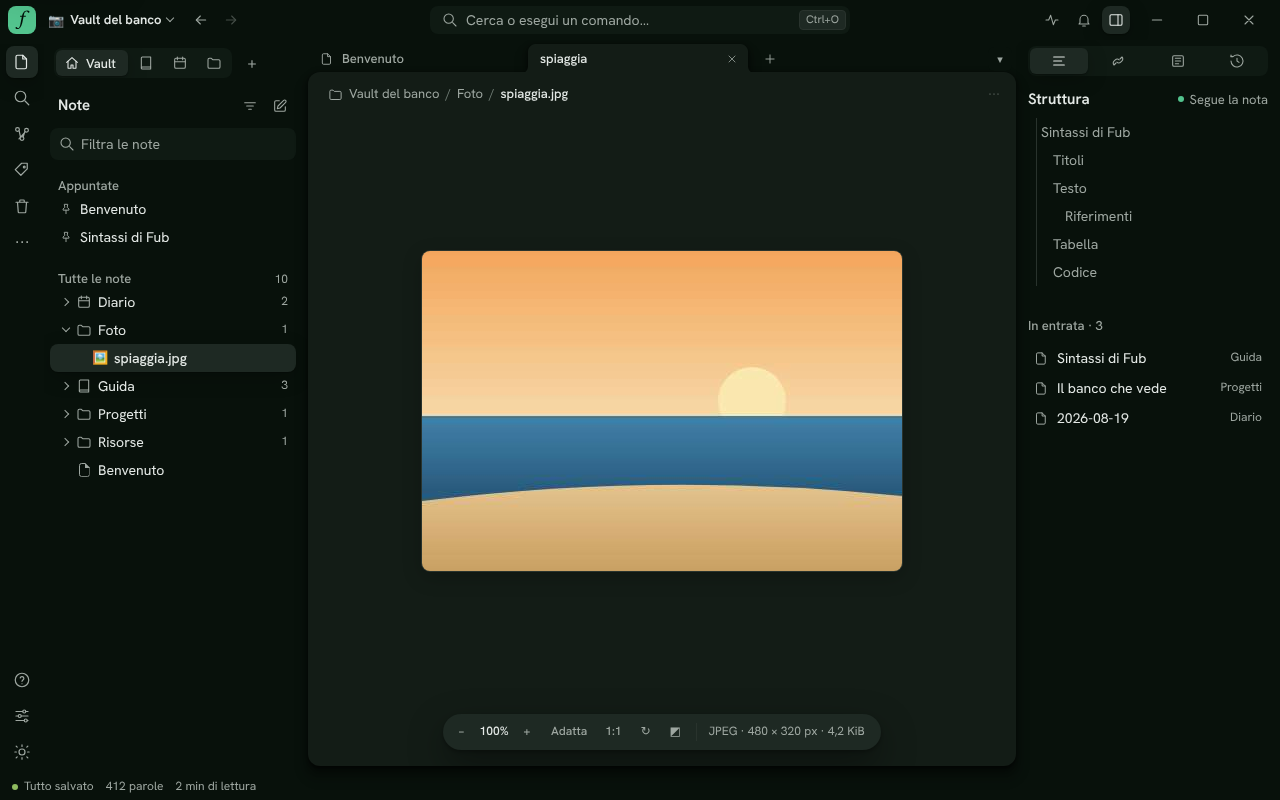 Vault del banco
Cerca o esegui un comando…
Ctrl+O
Vault
Benvenuto
spiaggia
Note
Vault del banco / Foto / spiaggia.jpg
Filtra le note
Appuntate
Benvenuto
Sintassi di Fub
Tutte le note 10
Diario 2
Foto 1
spiaggia.jpg
Guida 3
Progetti 1
Risorse 1
Benvenuto
Struttura
Segue la nota
Sintassi di Fub
Titoli
Testo
Riferimenti
Tabella
Codice
In entrata · 3
Sintassi di Fub Guida
Il banco che vede Progetti
2026-08-19 Diario
− 100% + Adatta 1:1 JPEG · 480 × 320 px · 4,2 KiB
Tutto salvato 412 parole 2 min di lettura